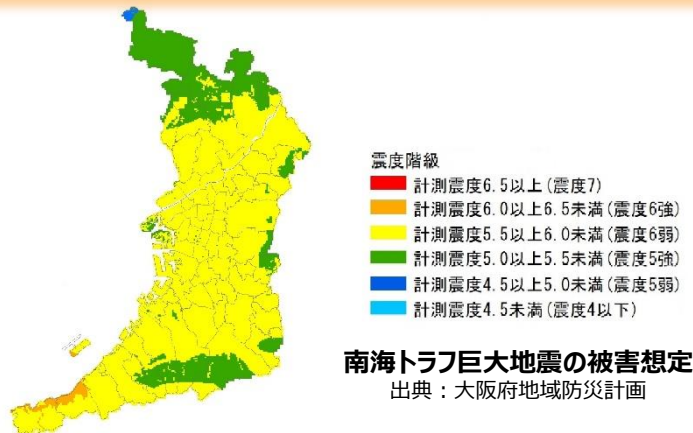 震度階級
計測震度6.5以上(震度7)
計測震度6.0以上6.5未満(震度6強)
計測震度5.5以上6.0未満(震度6弱)
計測震度5.0以上5.5未満(震度5強)
計測震度4.5以上5.0未満(震度5弱)
計測震度4.5未満(震度4以下)
南海トラフ巨大地震の被害想定
出典：大阪府地域防災計画